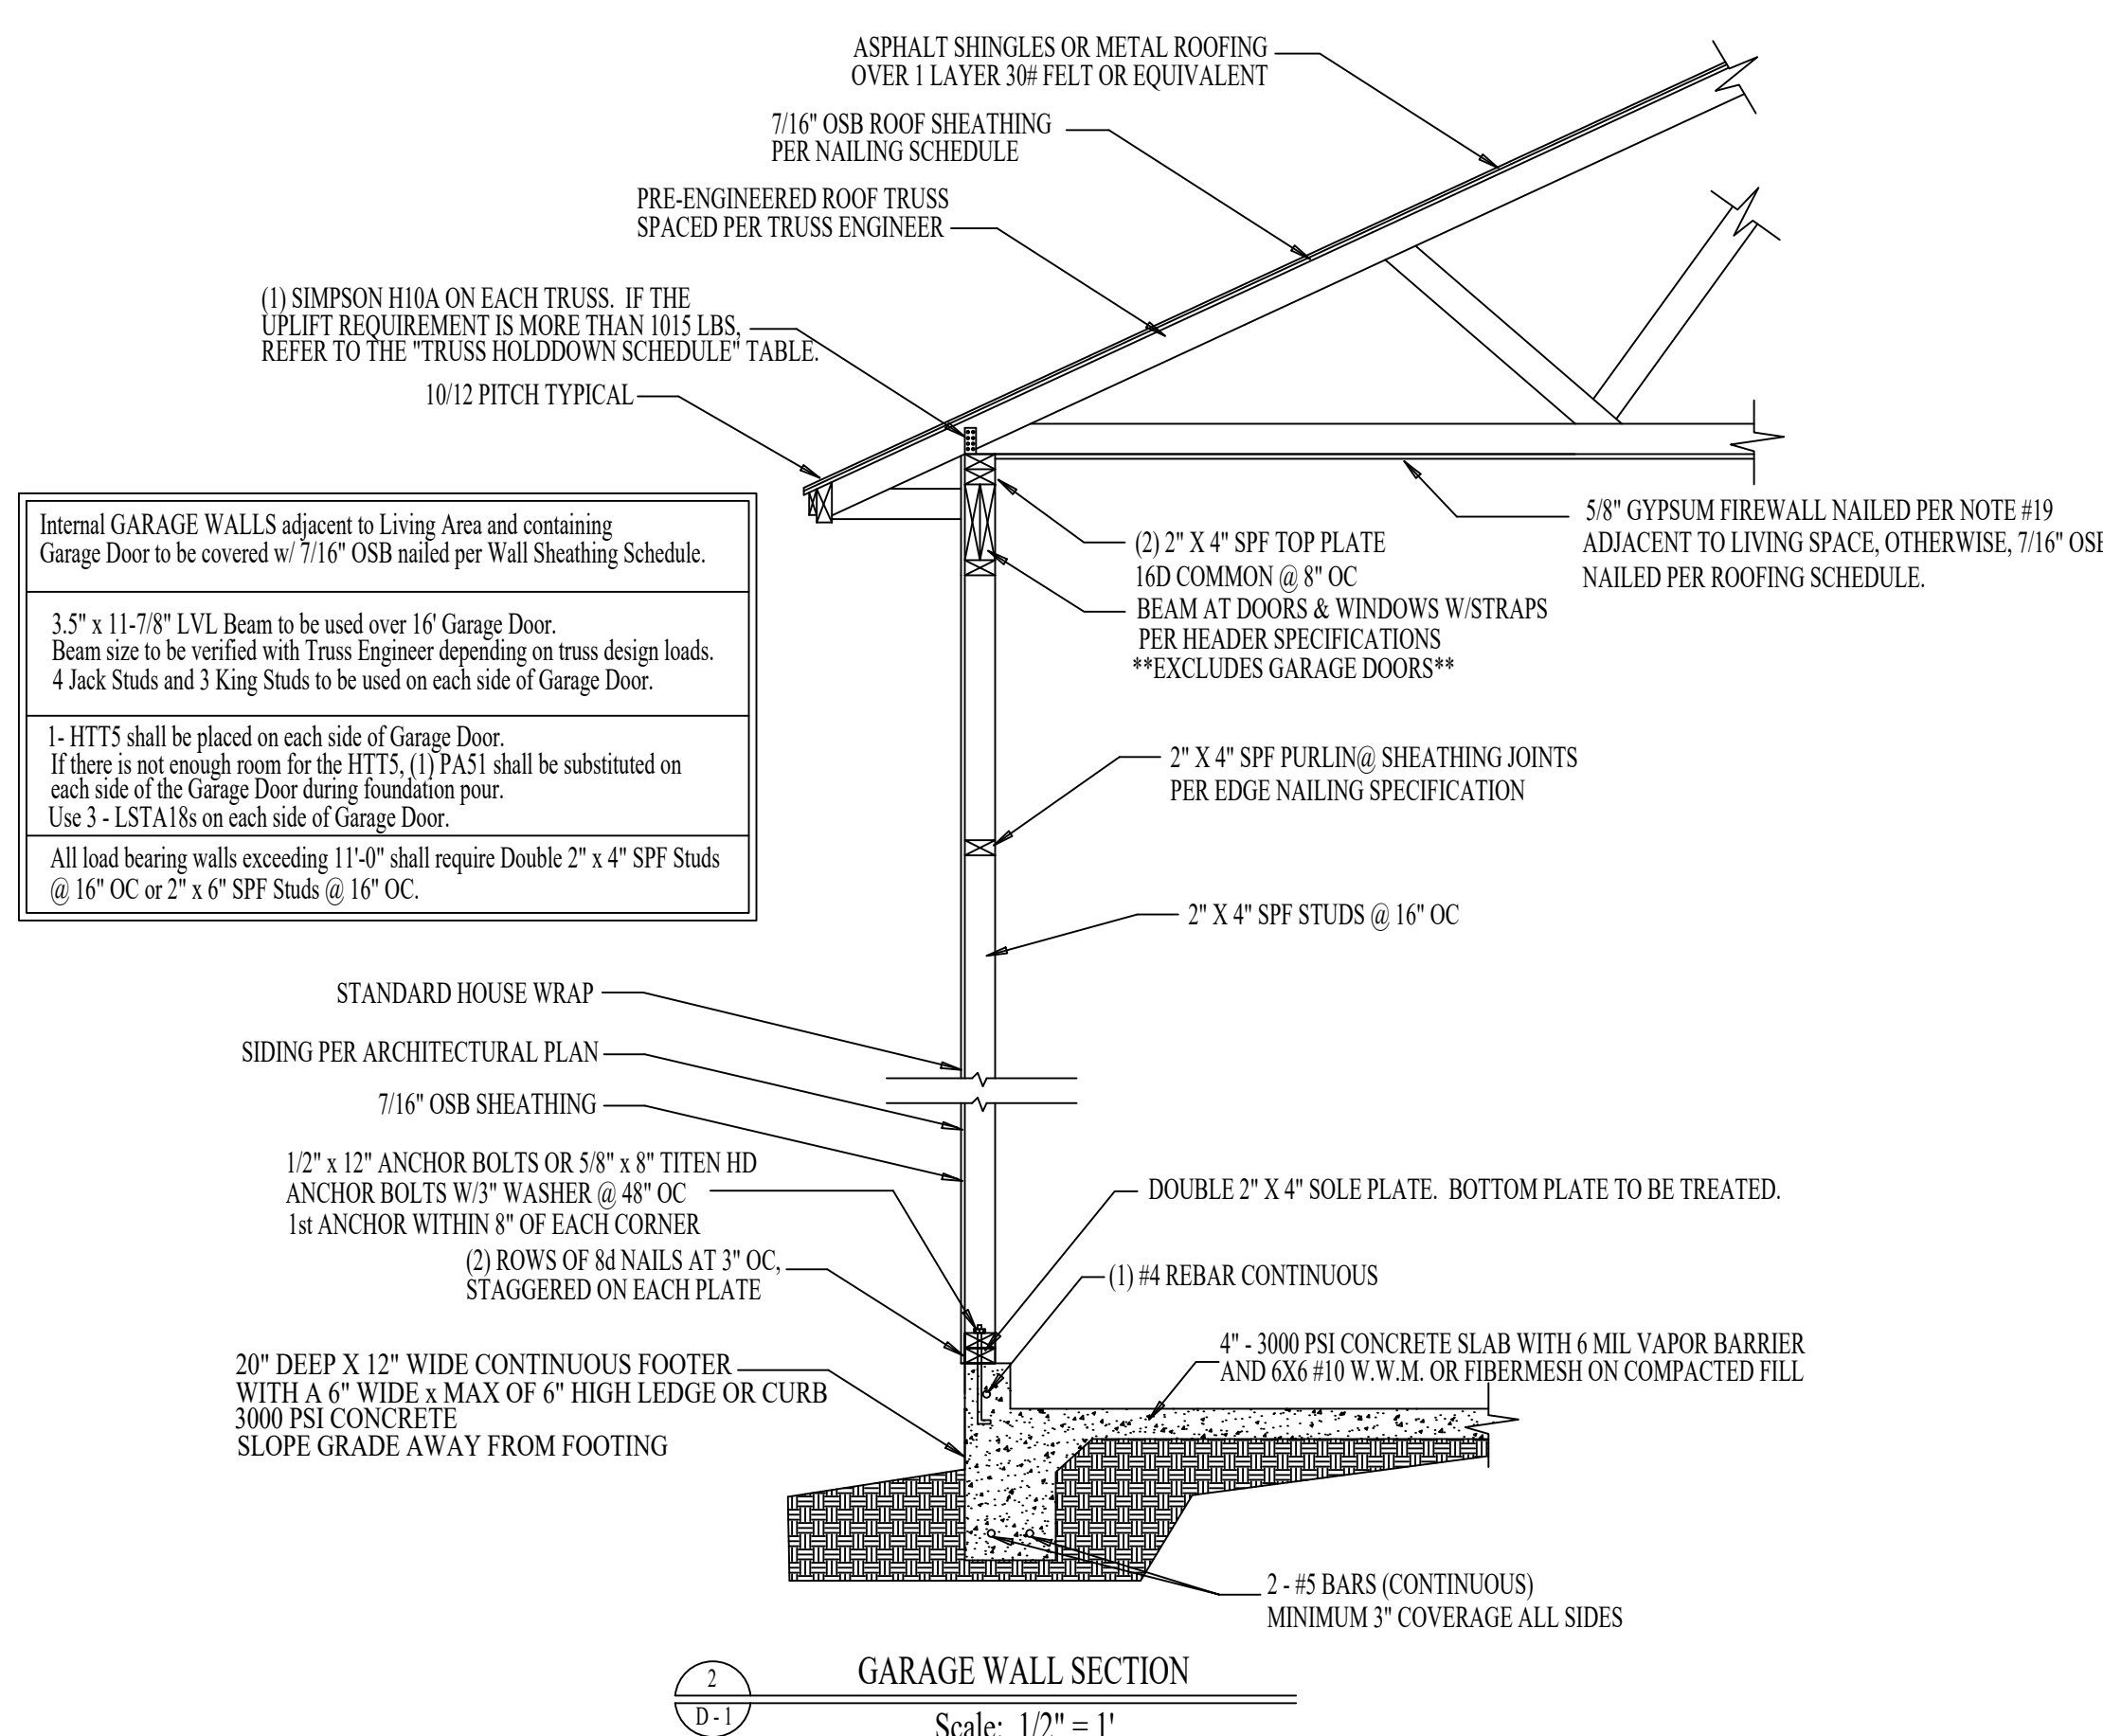 ASPHALT SHINGLES OR METAL ROOFING
OVER 1 LAYER 30# FELT OR EQUIVALENT
7/16" OSB ROOF SHEATHING
PER NAILING SCHEDULE
PRE-ENGINEERED ROOF TRUSS
SPACED PER TRUSS ENGINEER
(1) SIMPSON H10A ON EACH TRUSS. IF THE
UPLIFT REQUIREMENT IS MORE THAN 1015 LBS,
REFER TO THE "TRUSS HOLDDOWN SCHEDULE" TABLE.
10/12 PITCH TYPICAL
Internal GARAGE WALLS adjacent to Living Area and containing
Garage Door to be covered w/ 7/16" OSB nailed per Wall Sheathing Schedule.
3.5" x 11-7/8" LVL Beam to be used over 16' Garage Door.
Beam size to be verified with Truss Engineer depending on truss design loads.
4 Jack Studs and 3 King Studs to be used on each side of Garage Door.
1- HTT5 shall be placed on each side of Garage Door.
If there is not enough room for the HTT5, (1) PA51 shall be substituted on
each side of the Garage Door during foundation pour.
Use 3 - LSTA18s on each side of Garage Door.
All load bearing walls exceeding 11'-0" shall require Double 2" x 4" SPF Studs
@ 16" OC or 2" x 6" SPF Studs @ 16" OC.
5/8" GYPSUM FIREWALL NAILED PER NOTE #19
ADJACENT TO LIVING SPACE, OTHERWISE, 7/16" OSB
NAILED PER ROOFING SCHEDULE.
(2) 2" X 4" SPF TOP PLATE
16D COMMON @ 8" OC
BEAM AT DOORS & WINDOWS W/STRAPS
PER HEADER SPECIFICATIONS
**EXCLUDES GARAGE DOORS**
2" X 4" SPF PURLIN@ SHEATHING JOINTS
PER EDGE NAILING SPECIFICATION
2" X 4" SPF STUDS @ 16" OC
STANDARD HOUSE WRAP
SIDING PER ARCHITECTURAL PLAN
7/16" OSB SHEATHING
1/2" x 12" ANCHOR BOLTS OR 5/8" x 8" TITEN HD
ANCHOR BOLTS W/3" WASHER @ 48" OC
1st ANCHOR WITHIN 8" OF EACH CORNER
(2) ROWS OF 8d NAILS AT 3" OC,
STAGGERED ON EACH PLATE
20" DEEP X 12" WIDE CONTINUOUS FOOTER
WITH A 6" WIDE x MAX OF 6" HIGH LEDGE OR CURB
3000 PSI CONCRETE
SLOPE GRADE AWAY FROM FOOTING
DOUBLE 2" X 4" SOLE PLATE. BOTTOM PLATE TO BE TREATED.
(1) #4 REBAR CONTINUOUS
4" - 3000 PSI CONCRETE SLAB WITH 6 MIL VAPOR BARRIER
AND 6X6 #10 W.W.M. OR FIBERMESH ON COMPACTED FILL
2 - #5 BARS (CONTINUOUS)
MINIMUM 3" COVERAGE ALL SIDES
2
D - 1
GARAGE WALL SECTION
Scale: 1/2" = 1'